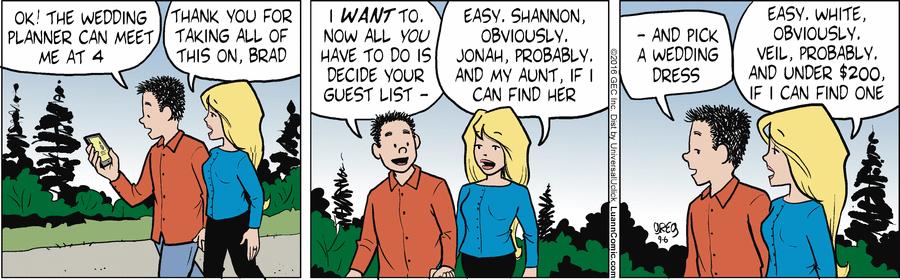 OK! THE WEDDING
PLANNER CAN MEET
ME AT 4
THANK YOU FOR
TAKING ALL OF
THIS ON, BRAD
I WANT TO.
NOW ALL YOU
HAVE TO DO IS
DECIDE YOUR
GUEST LIST –
EASY. SHANNON,
OBVIOUSLY.
JONAH, PROBABLY.
AND MY AUNT, IF I
CAN FIND HER
©2016 GEC Inc. Dist by UniversalUclick LuannComic.com
– AND PICK
A WEDDING
DRESS
EASY. WHITE,
OBVIOUSLY.
VEIL, PROBABLY.
AND UNDER $200,
IF I CAN FIND ONE
GREG
9-6